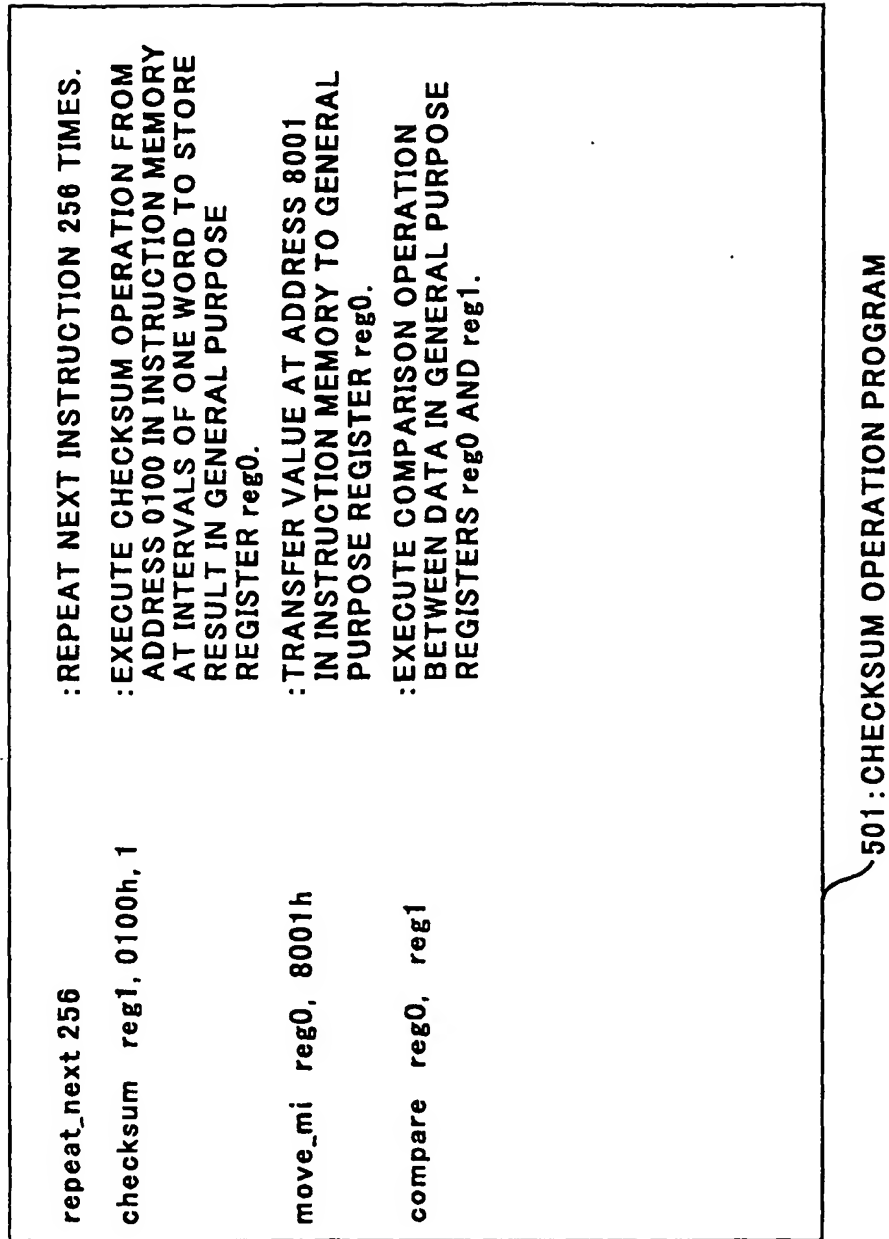 repeat_next 256 :REPEAT NEXT INSTRUCTION 256 TIMES.
checksum reg1, 0100h, 1 :EXECUTE CHECKSUM OPERATION FROM
ADDRESS 0100 IN INSTRUCTION MEMORY
AT INTERVALS OF ONE WORD TO STORE
RESULT IN GENERAL PURPOSE
REGISTER reg0.
move_mi reg0, 8001h :TRANSFER VALUE AT ADDRESS 8001
IN INSTRUCTION MEMORY TO GENERAL
PURPOSE REGISTER reg0.
compare reg0, reg1 :EXECUTE COMPARISON OPERATION
BETWEEN DATA IN GENERAL PURPOSE
REGISTERS reg0 AND reg1.
501:CHECKSUM OPERATION PROGRAM